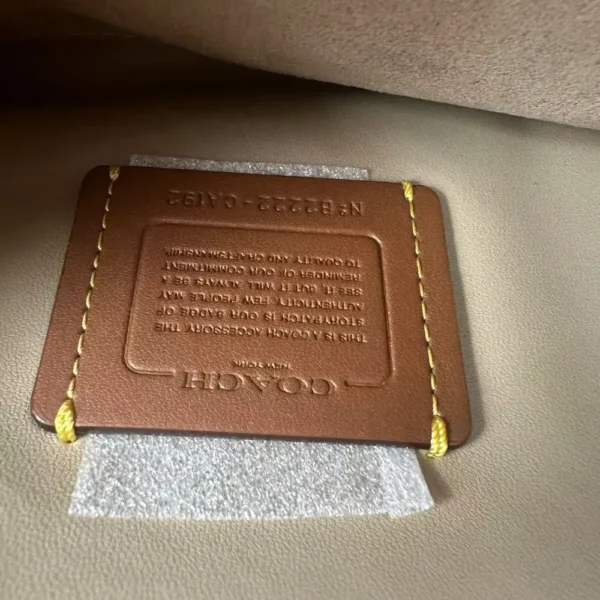 COACH
NEW YORK
THIS IS A COACH ACCESSORY. THE
STORYPATCH IS OUR BADGE OF
AUTHENTICITY. FEW PEOPLE MAY
SEE IT BUT IT WILL ALWAYS BE A
REMINDER OF OUR COMMITMENT
TO QUALITY AND CRAFTSMANSHIP.
Nº B2222-CA192